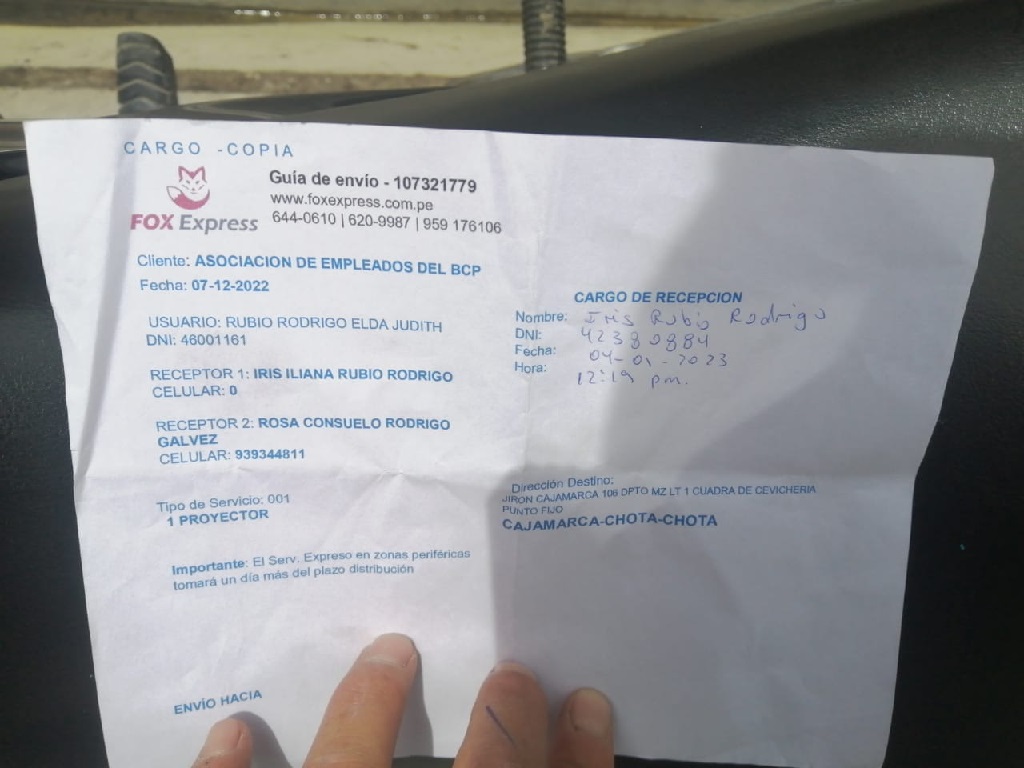 CARGO -COPIA
FOX Express
Guía de envío - 107321779
www.foxexpress.com.pe
644-0610 | 620-9987 | 959 176106
Cliente: ASOCIACION DE EMPLEADOS DEL BCP
Fecha: 07-12-2022
USUARIO: RUBIO RODRIGO ELDA JUDITH
DNI: 46001161
RECEPTOR 1: IRIS ILIANA RUBIO RODRIGO
CELULAR: 0
RECEPTOR 2: ROSA CONSUELO RODRIGO
GALVEZ
CELULAR: 939344811
Tipo de Servicio: 001
1 PROYECTOR
Importante: El Serv. Expreso en zonas periféricas
tomará un día más del plazo distribución
ENVÍO HACIA
CARGO DE RECEPCION
Nombre: Iris Rubio Rodrigo
DNI: 42380884
Fecha: 04-01-2023
Hora: 12:19 pm.
Dirección Destino:
JIRON CAJAMARCA 106 DPTO MZ LT 1 CUADRA DE CEVICHERIA
PUNTO FIJO
CAJAMARCA-CHOTA-CHOTA